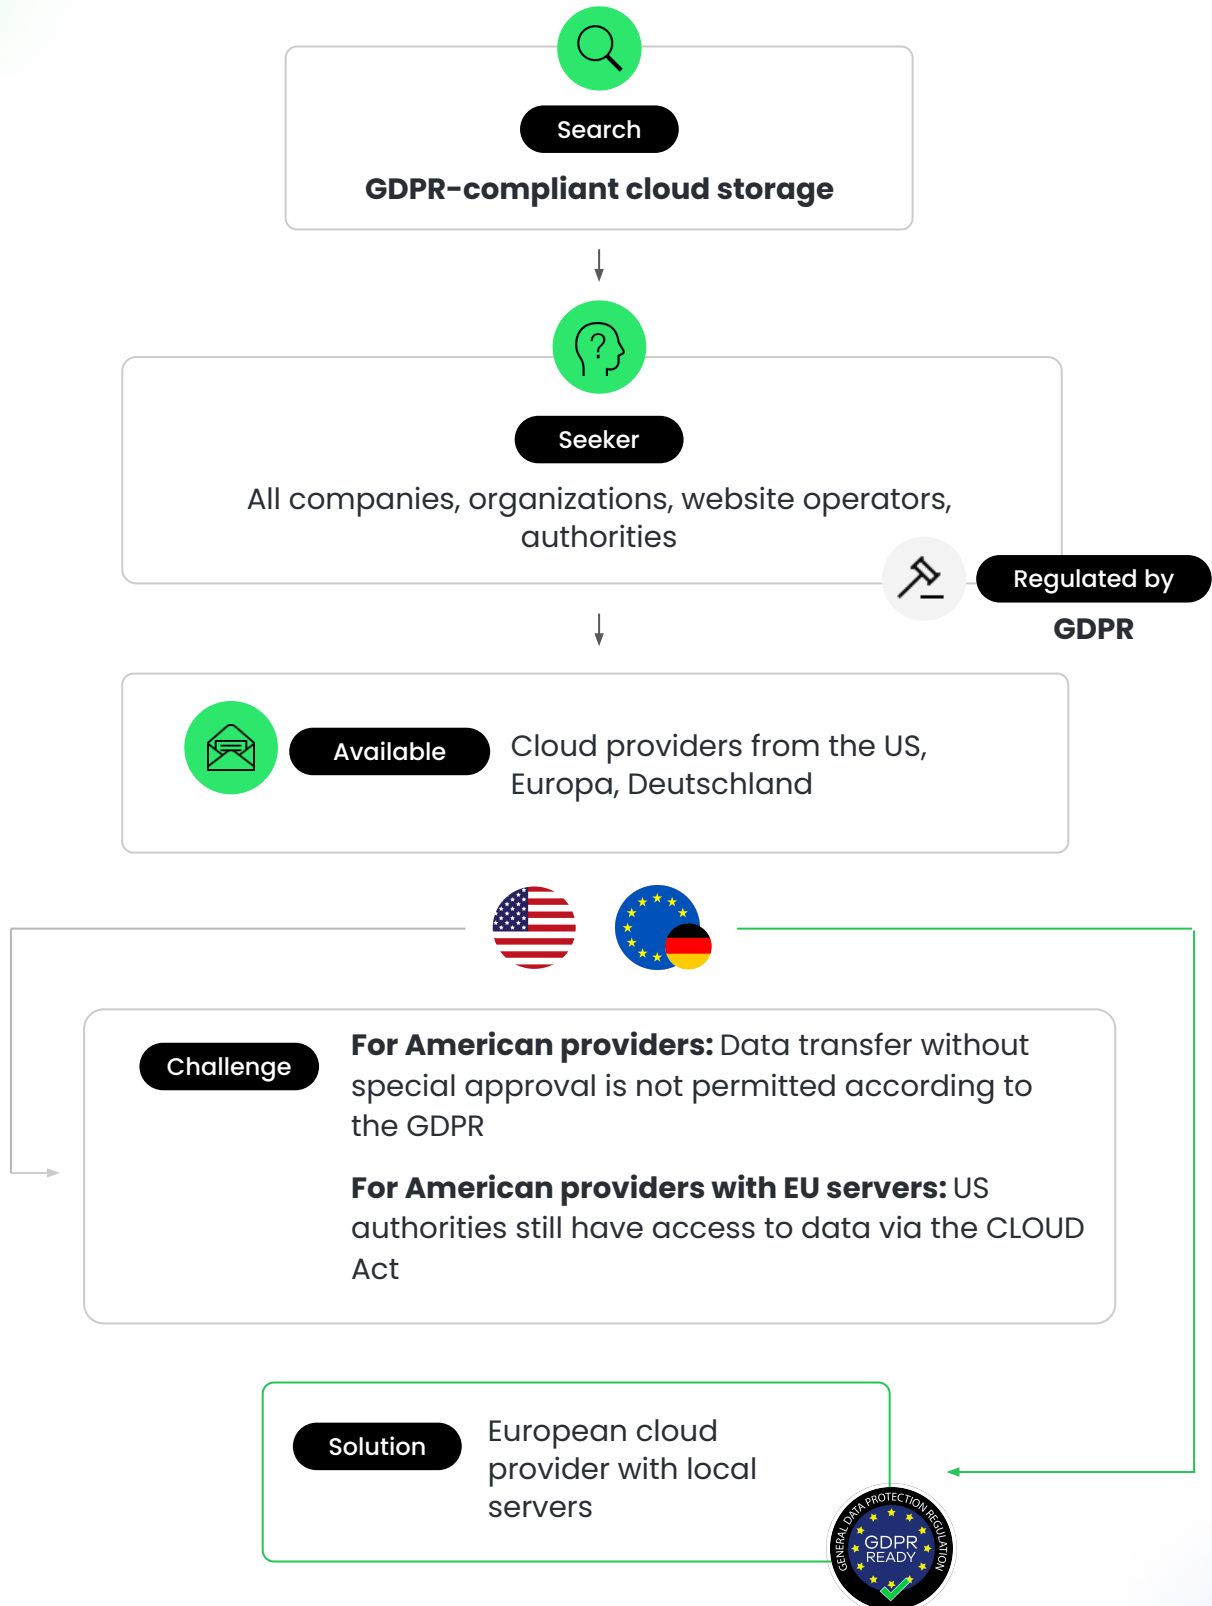 Search
GDPR-compliant cloud storage
Seeker
All companies, organizations, website operators,
authorities
Regulated by
GDPR
Available
Cloud providers from the US,
Europa, Deutschland
Challenge
For American providers: Data transfer without
special approval is not permitted according to
the GDPR
For American providers with EU servers: US
authorities still have access to data via the CLOUD
Act
Solution
European cloud
provider with local
servers
GENERAL DATA PROTECTION REGULATION
GDPR
READY